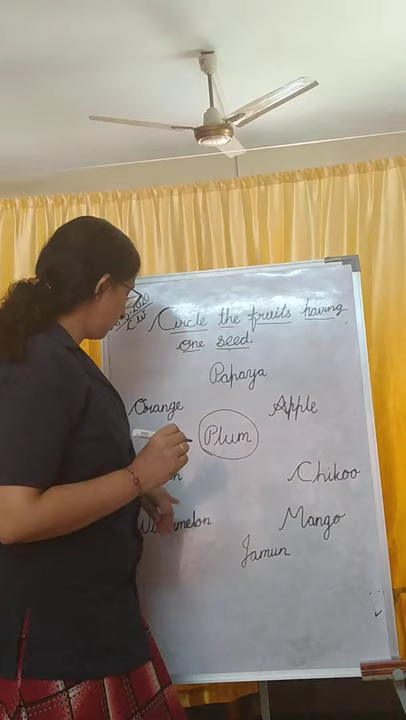 C.W
Circle the fruits having
one seed.
Papaya
Orange
Apple
Plum
Chikoo
Mango
Jamun